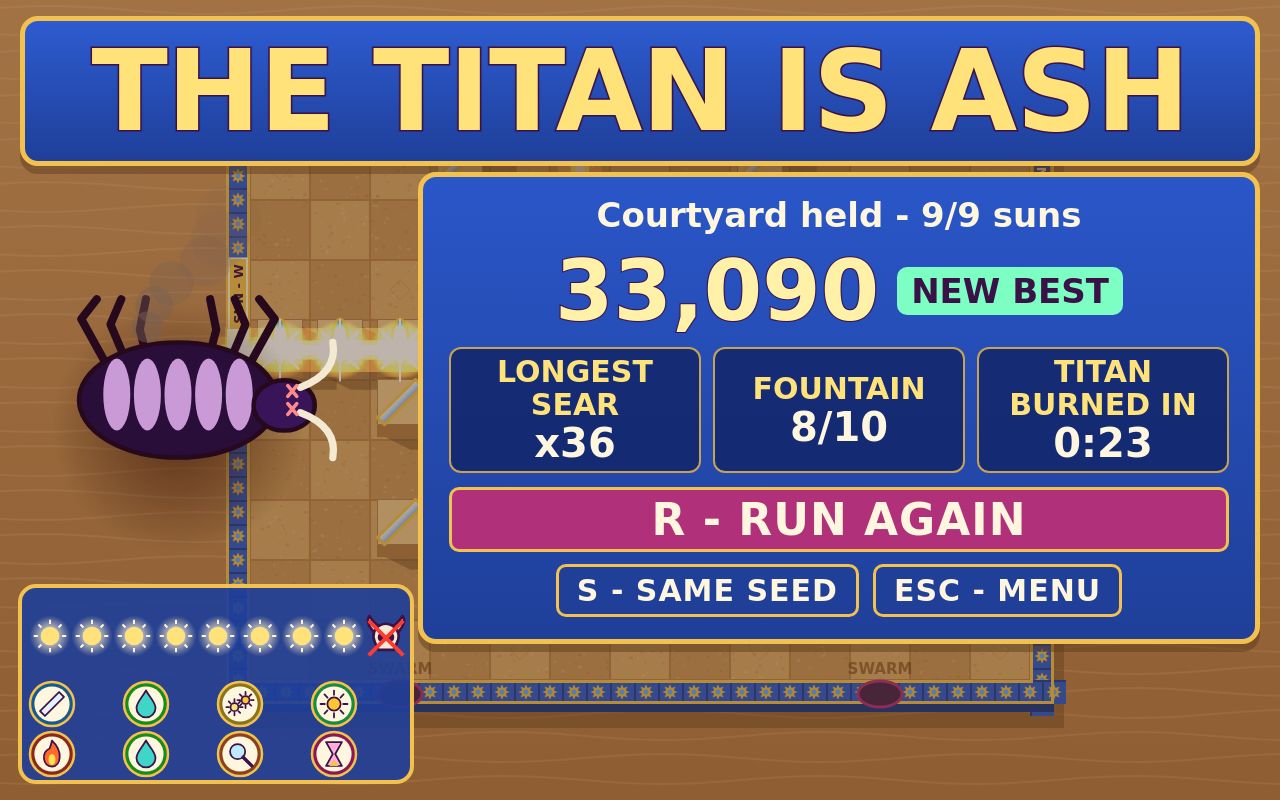 THE TITAN IS ASH
Courtyard held - 9/9 suns
33,090 NEW BEST
LONGEST
SEAR
x36
FOUNTAIN
8/10
TITAN
BURNED IN
0:23
R - RUN AGAIN
S - SAME SEED
ESC - MENU
SWARM